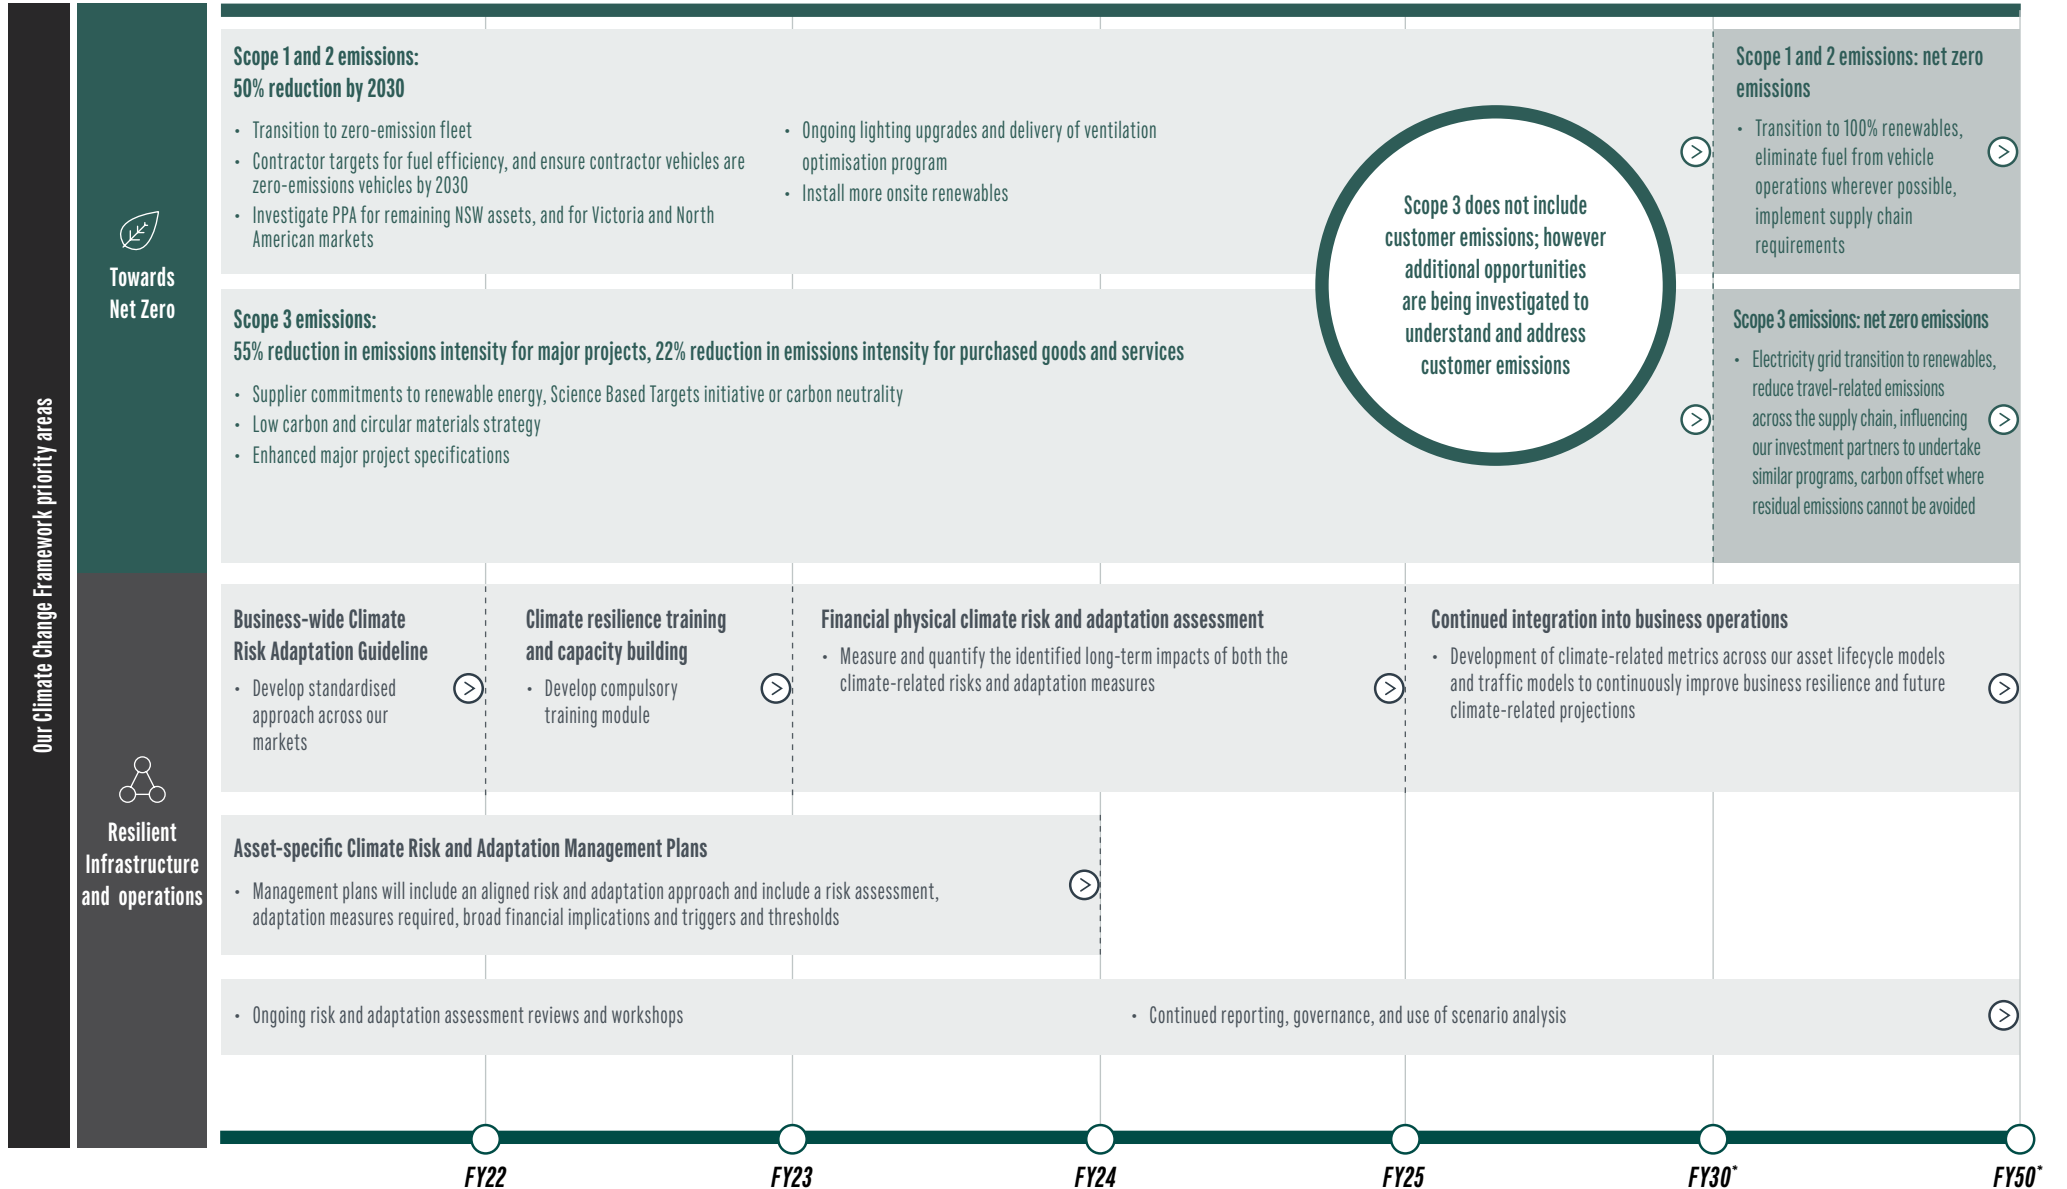 Our Climate Change Framework priority areas
Towards
Net Zero
Scope 1 and 2 emissions:
50% reduction by 2030
• Transition to zero-emission fleet
• Contractor targets for fuel efficiency, and ensure contractor vehicles are
zero-emissions vehicles by 2030
• Investigate PPA for remaining NSW assets, and for Victoria and North
American markets
• Ongoing lighting upgrades and delivery of ventilation
optimisation program
• Install more onsite renewables
Scope 1 and 2 emissions: net zero
emissions
• Transition to 100% renewables,
eliminate fuel from vehicle
operations wherever possible,
implement supply chain
requirements
Scope 3 does not include
customer emissions; however
additional opportunities
are being investigated to
understand and address
customer emissions
Scope 3 emissions:
55% reduction in emissions intensity for major projects, 22% reduction in emissions intensity for purchased goods and services
• Supplier commitments to renewable energy, Science Based Targets initiative or carbon neutrality
• Low carbon and circular materials strategy
• Enhanced major project specifications
Scope 3 emissions: net zero emissions
• Electricity grid transition to renewables,
reduce travel-related emissions
across the supply chain, influencing
our investment partners to undertake
similar programs, carbon offset where
residual emissions cannot be avoided
Resilient
Infrastructure
and operations
Business-wide Climate
Risk Adaptation Guideline
• Develop standardised
approach across our
markets
Climate resilience training
and capacity building
• Develop compulsory
training module
Financial physical climate risk and adaptation assessment
• Measure and quantify the identified long-term impacts of both the
climate-related risks and adaptation measures
Continued integration into business operations
• Development of climate-related metrics across our asset lifecycle models
and traffic models to continuously improve business resilience and future
climate-related projections
Asset-specific Climate Risk and Adaptation Management Plans
• Management plans will include an aligned risk and adaptation approach and include a risk assessment,
adaptation measures required, broad financial implications and triggers and thresholds
• Ongoing risk and adaptation assessment reviews and workshops
• Continued reporting, governance, and use of scenario analysis
FY22
FY23
FY24
FY25
FY30*
FY50*